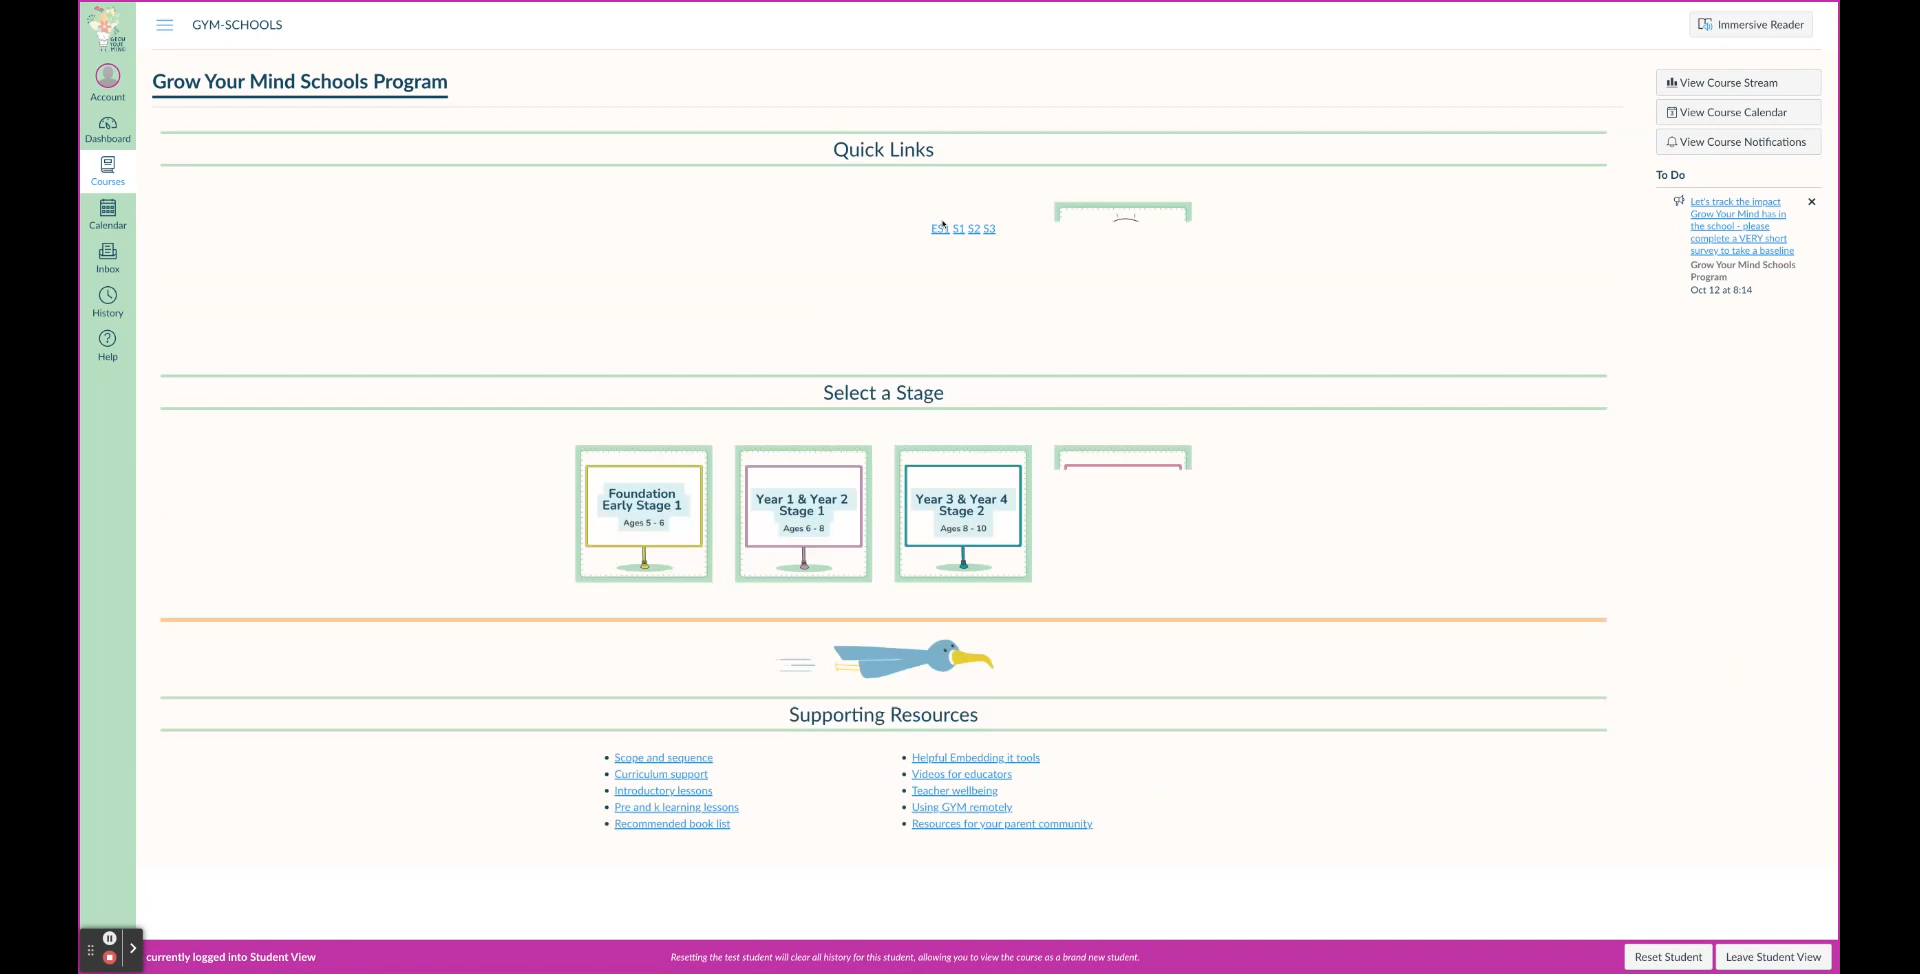 GROW
YOUR
MIND
GYM-SCHOOLS
Immersive Reader
Account
Dashboard
Courses
Calendar
Inbox
History
Help
Grow Your Mind Schools Program
Quick Links
ES1 S1 S2 S3
Select a Stage
Foundation
Early Stage 1
Ages 5 - 6
Year 1 & Year 2
Stage 1
Ages 6 - 8
Year 3 & Year 4
Stage 2
Ages 8 - 10
Supporting Resources
Scope and sequence
Curriculum support
Introductory lessons
Pre and k learning lessons
Recommended book list
Helpful Embedding it tools
Videos for educators
Teacher wellbeing
Using GYM remotely
Resources for your parent community
View Course Stream
View Course Calendar
View Course Notifications
To Do
Let's track the impact
Grow Your Mind has in
the school - please
complete a VERY short
survey to take a baseline
Grow Your Mind Schools
Program
Oct 12 at 8:14
currently logged into Student View
Resetting the test student will clear all history for this student, allowing you to view the course as a brand new student.
Reset Student
Leave Student View